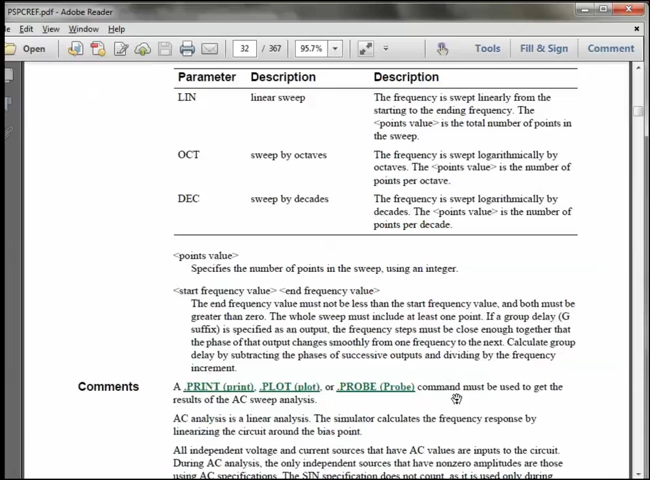 PSPCREF.pdf - Adobe Reader
Edit View Window Help
Open 32 / 367 95.7% Tools Fill & Sign Comment
Parameter Description Description
LIN linear sweep The frequency is swept linearly from the
starting to the ending frequency. The
<points value> is the total number of points in
the sweep.
OCT sweep by octaves The frequency is swept logarithmically by
octaves. The <points value> is the number of
points per octave.
DEC sweep by decades The frequency is swept logarithmically by
decades. The <points value> is the number of
points per decade.
<points value>
Specifies the number of points in the sweep, using an integer.
<start frequency value> <end frequency value>
The end frequency value must not be less than the start frequency value, and both must be
greater than zero. The whole sweep must include at least one point. If a group delay (G
suffix) is specified as an output, the frequency steps must be close enough together that
the phase of that output changes smoothly from one frequency to the next. Calculate group
delay by subtracting the phases of successive outputs and dividing by the frequency
increment.
Comments A .PRINT (print), .PLOT (plot), or .PROBE (Probe) command must be used to get the
results of the AC sweep analysis.
AC analysis is a linear analysis. The simulator calculates the frequency response by
linearizing the circuit around the bias point.
All independent voltage and current sources that have AC values are inputs to the circuit.
During AC analysis, the only independent sources that have nonzero amplitudes are those
using AC specifications. The SIN specification does not count, as it is used only during